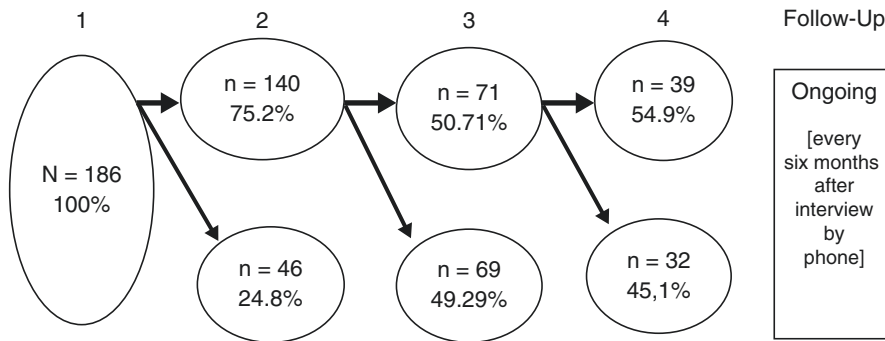 1
2
3
4
Follow-Up
N = 186
100%
n = 140
75.2%
n = 71
50.71%
n = 39
54.9%
n = 46
24.8%
n = 69
49.29%
n = 32
45,1%
Ongoing
[every
six months
after
interview
by
phone]